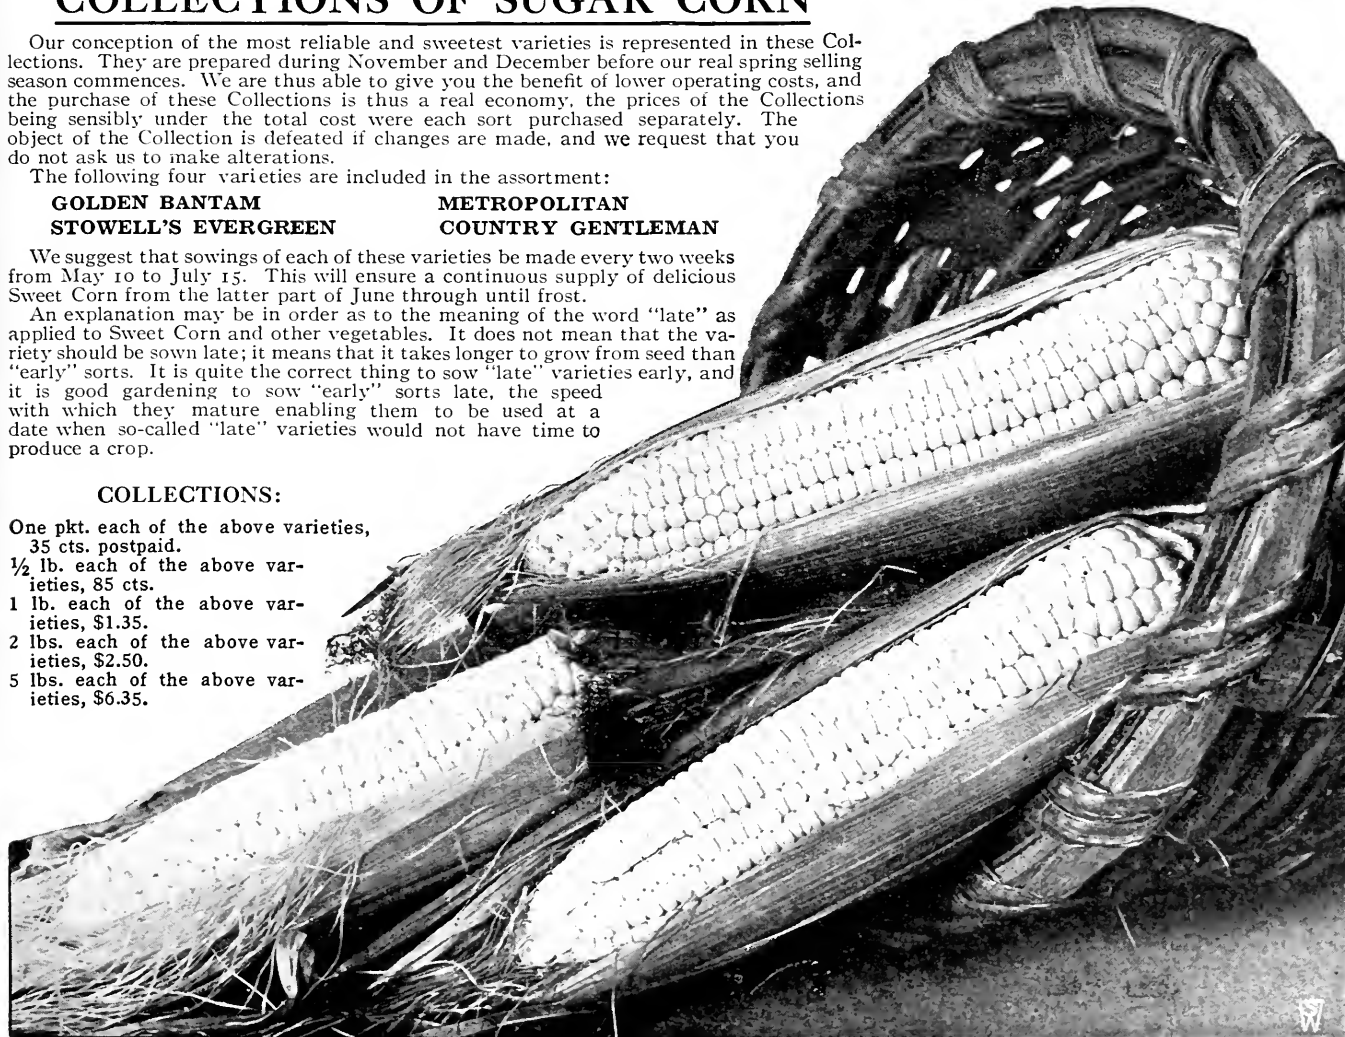 COLLECTIONS OF SUGAR CORN
Our conception of the most reliable and sweetest varieties is represented in these Col-
lections. They are prepared during November and December before our real spring selling
season commences. We are thus able to give you the benefit of lower operating costs, and
the purchase of these Collections is thus a real economy, the prices of the Collections
being sensibly under the total cost were each sort purchased separately. The
object of the Collection is defeated if changes are made, and we request that you
do not ask us to make alterations.
The following four varieties are included in the assortment:
GOLDEN BANTAM METROPOLITAN
STOWELL'S EVERGREEN COUNTRY GENTLEMAN
We suggest that sowings of each of these varieties be made every two weeks
from May 10 to July 15. This will ensure a continuous supply of delicious
Sweet Corn from the latter part of June through until frost.
An explanation may be in order as to the meaning of the word "late" as
applied to Sweet Corn and other vegetables. It does not mean that the va-
riety should be sown late; it means that it takes longer to grow from seed than
"early" sorts. It is quite the correct thing to sow "late" varieties early, and
it is good gardening to sow "early" sorts late, the speed
with which they mature enabling them to be used at a
date when so-called "late" varieties would not have time to
produce a crop.
COLLECTIONS:
One pkt. each of the above varieties,
35 cts. postpaid.
½ lb. each of the above var-
ieties, 85 cts.
1 lb. each of the above var-
ieties, $1.35.
2 lbs. each of the above var-
ieties, $2.50.
5 lbs. each of the above var-
ieties, $6.35.